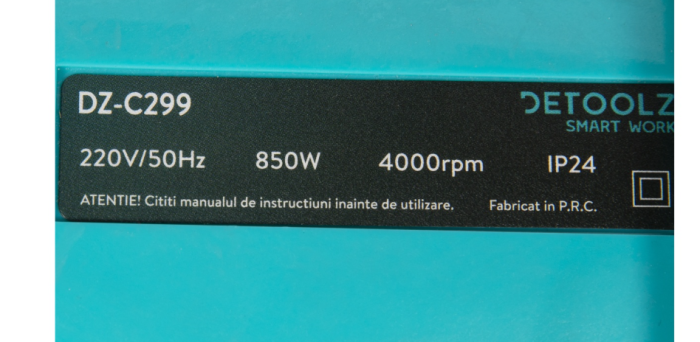 DZ-C299
DETOOLZ
SMART WORK
220V/50Hz 850W 4000rpm IP24
ATENTIE! Cititi manualul de instructiuni inainte de utilizare. Fabricat in P.R.C.